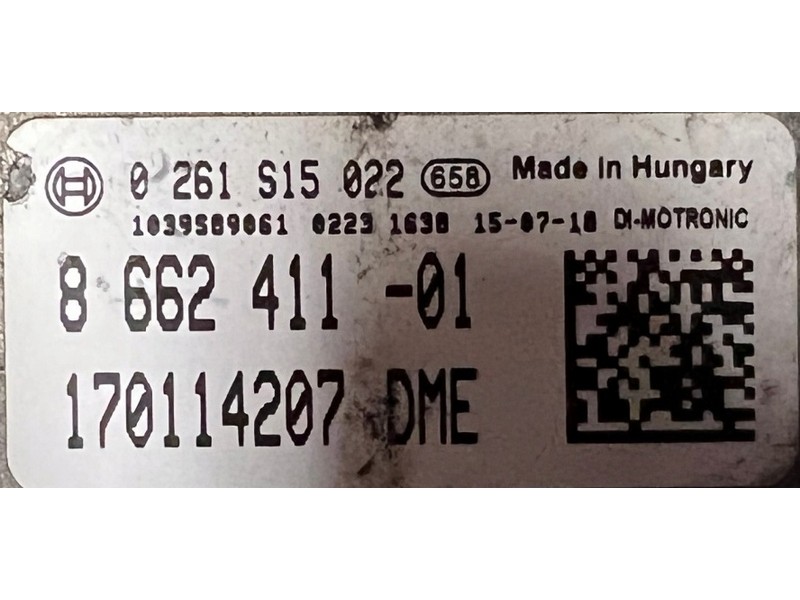 0 261 S15 022 658 Made in Hungary
1039S89061 0223 1638 15-07-18 DI-MOTRONIC
8 662 411 -01
170114207 DME